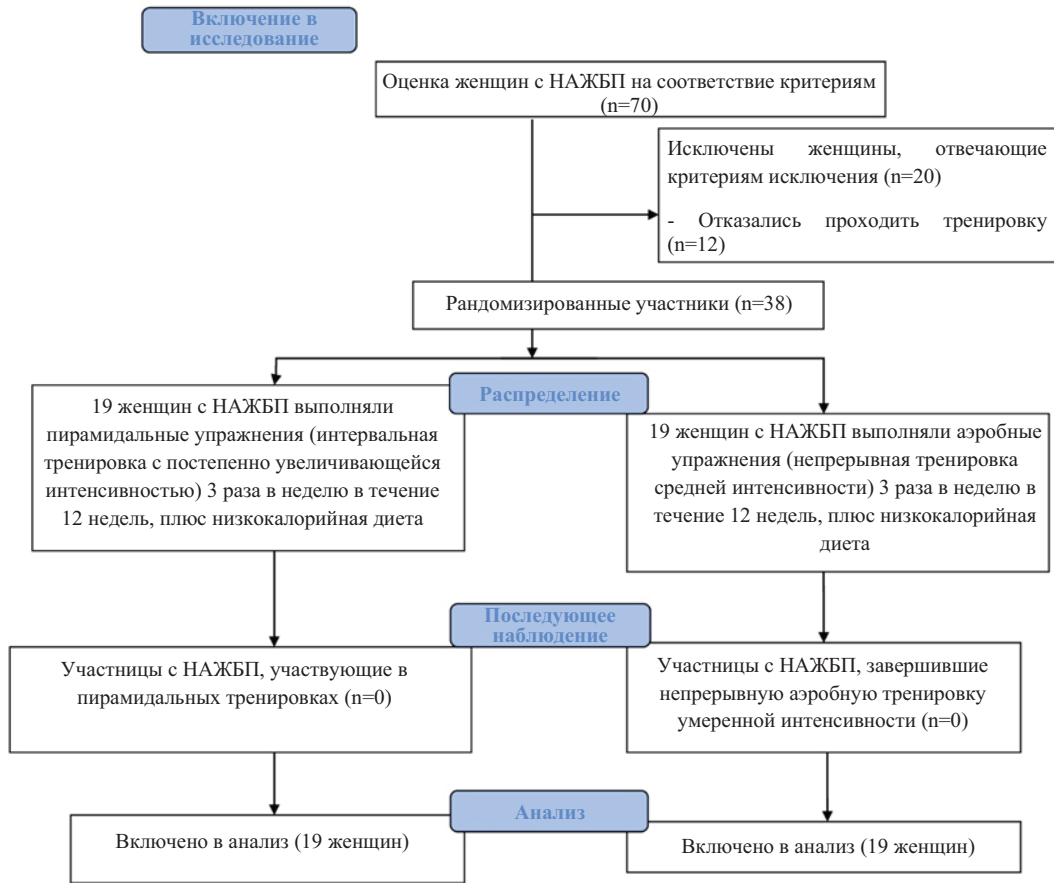 Включение в
исследование
Оценка женщин с НАЖБП на соответствие критериям
(n=70)
Исключены женщины, отвечающие
критериям исключения (n=20)
- Отказались проходить тренировку
(n=12)
Рандомизированные участники (n=38)
Распределение
19 женщин с НАЖБП выполняли
пирамидальные упражнения (интервальная
тренировка с постепенно увеличивающейся
интенсивностью) 3 раза в неделю в течение
12 недель, плюс низкокалорийная диета
19 женщин с НАЖБП выполняли аэробные
упражнения (непрерывная тренировка
средней интенсивности) 3 раза в неделю в
течение 12 недель, плюс низкокалорийная
диета
Последующее
наблюдение
Участницы с НАЖБП, участвующие в
пирамидальных тренировках (n=0)
Участницы с НАЖБП, завершившие
непрерывную аэробную тренировку
умеренной интенсивности (n=0)
Анализ
Включено в анализ (19 женщин)
Включено в анализ (19 женщин)